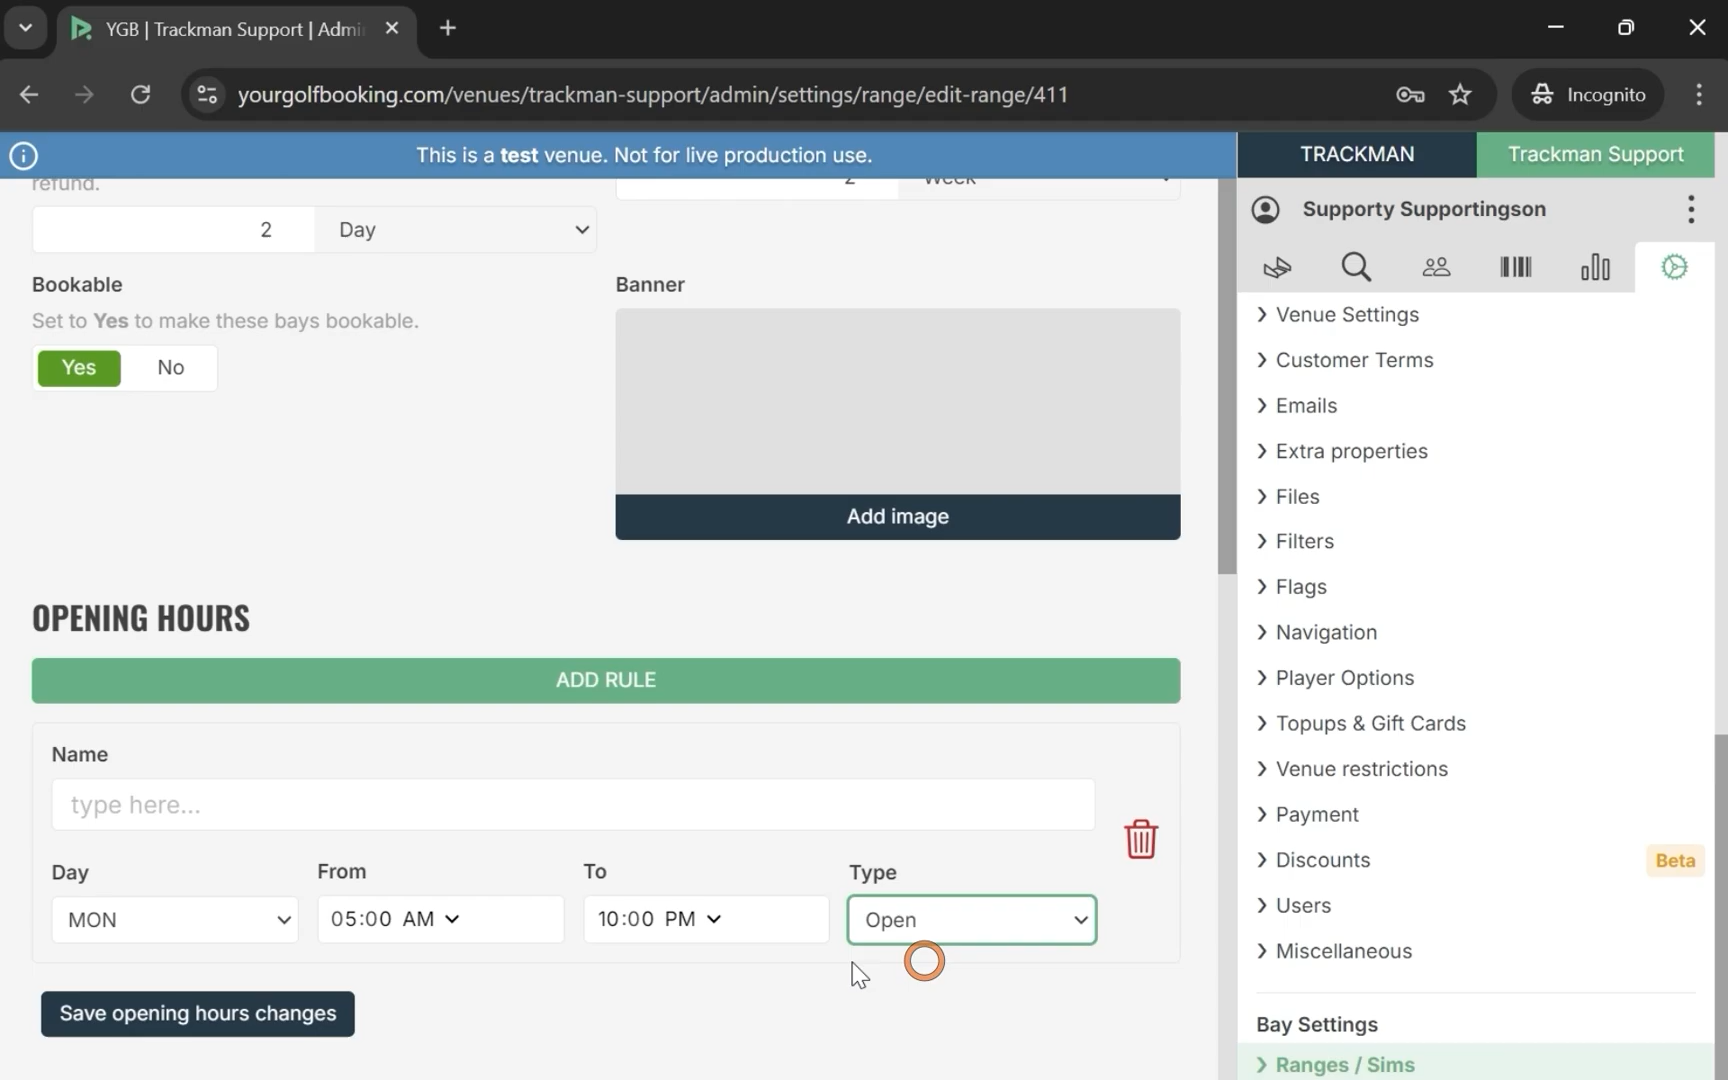 YGB | Trackman Support | Admi
yourgolfbooking.com/venues/trackman-support/admin/settings/range/edit-range/411
Incognito
This is a test venue. Not for live production use.
TRACKMAN
Trackman Support
refund.
2
Week
Supporty Supportingson
2
Day
Bookable
Set to Yes to make these bays bookable.
Yes
No
Banner
Add image
OPENING HOURS
ADD RULE
Name
type here...
Day
From
To
Type
MON
05:00 AM
10:00 PM
Open
Save opening hours changes
Venue Settings
Customer Terms
Emails
Extra properties
Files
Filters
Flags
Navigation
Player Options
Topups & Gift Cards
Venue restrictions
Payment
Discounts
Beta
Users
Miscellaneous
Bay Settings
Ranges / Sims